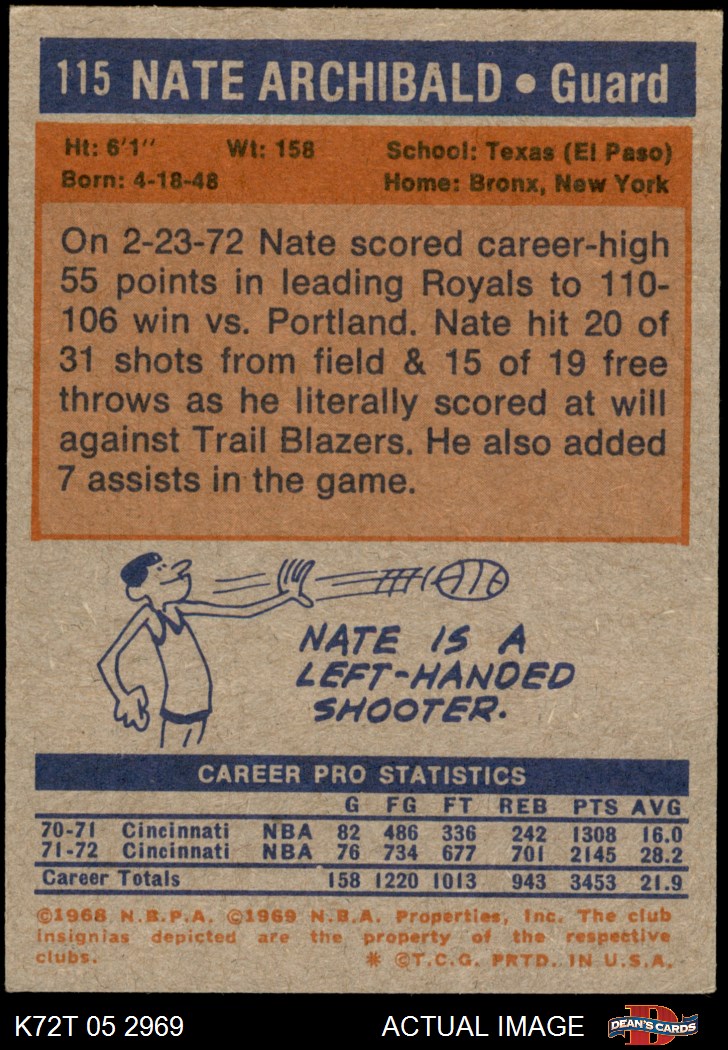 115 NATE ARCHIBALD • Guard
Ht: 6'1" Wt: 158 School: Texas (El Paso)
Born: 4-18-48 Home: Bronx, New York
On 2-23-72 Nate scored career-high
55 points in leading Royals to 110-
106 win vs. Portland. Nate hit 20 of
31 shots from field & 15 of 19 free
throws as he literally scored at will
against Trail Blazers. He also added
7 assists in the game.
NATE IS A
LEFT-HANDED
SHOOTER.
CAREER PRO STATISTICS
G FG FT REB PTS AVG
70-71 Cincinnati NBA 82 486 336 242 1308 16.0
71-72 Cincinnati NBA 76 734 677 701 2145 28.2
Career Totals 158 1220 1013 943 3453 21.9
©1968 N.B.P.A. ©1969 N.B.A. Properties, Inc. The club
insignias depicted are the property of the respective
clubs. * ©T.C.G. PRTD. IN U.S.A.
K72T 05 2969 ACTUAL IMAGE DEAN'S CARDS